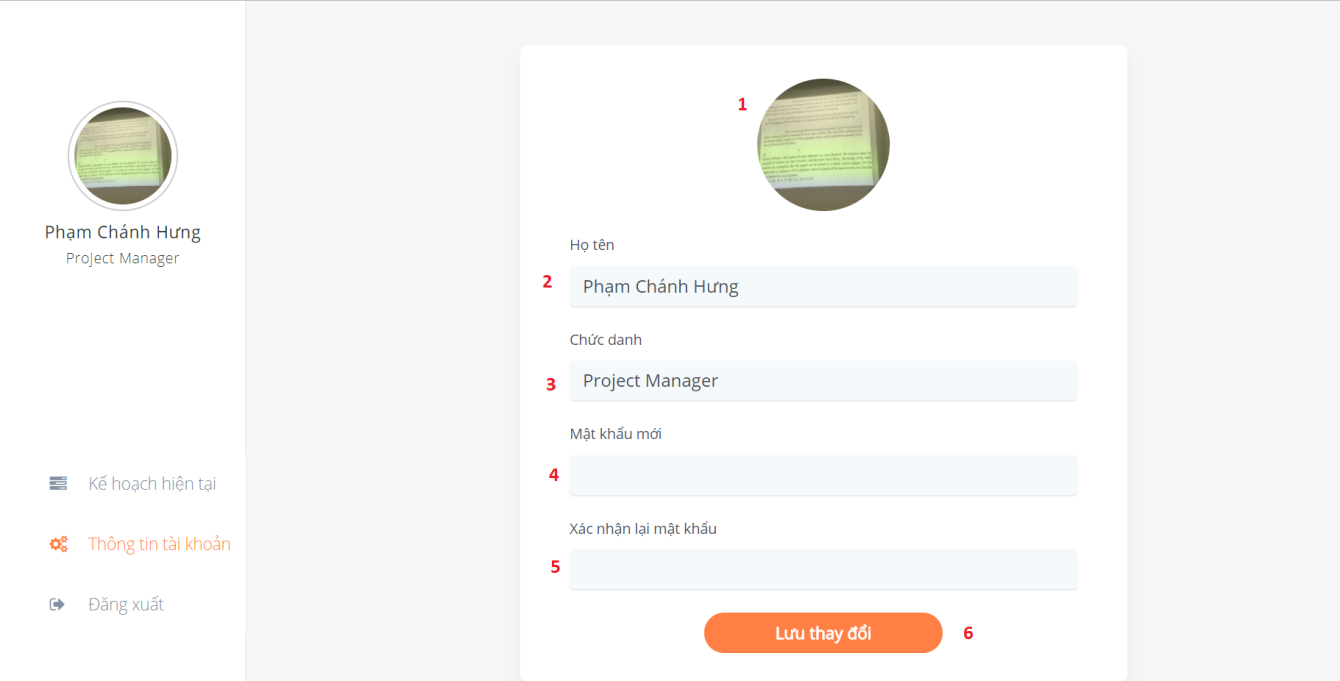 Phạm Chánh Hưng
Project Manager
Kế hoạch hiện tại
Thông tin tài khoản
Đăng xuất
1
Họ tên
2
Phạm Chánh Hưng
Chức danh
3
Project Manager
Mật khẩu mới
4
Xác nhận lại mật khẩu
5
Lưu thay đổi
6